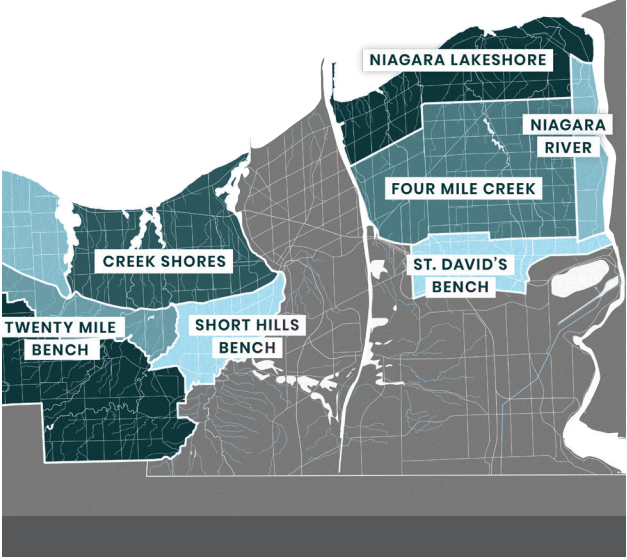 NIAGARA LAKESHORE
NIAGARA
RIVER
FOUR MILE CREEK
CREEK SHORES
ST. DAVID'S
BENCH
TWENTY MILE
BENCH
SHORT HILLS
BENCH